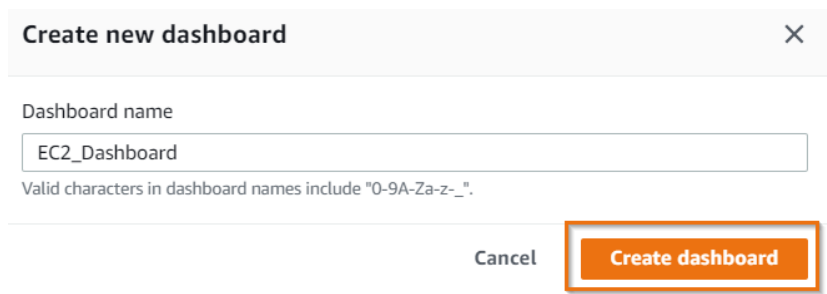 Create new dashboard
Dashboard name
EC2_Dashboard
Valid characters in dashboard names include "0-9A-Za-z-_".
Cancel
Create dashboard